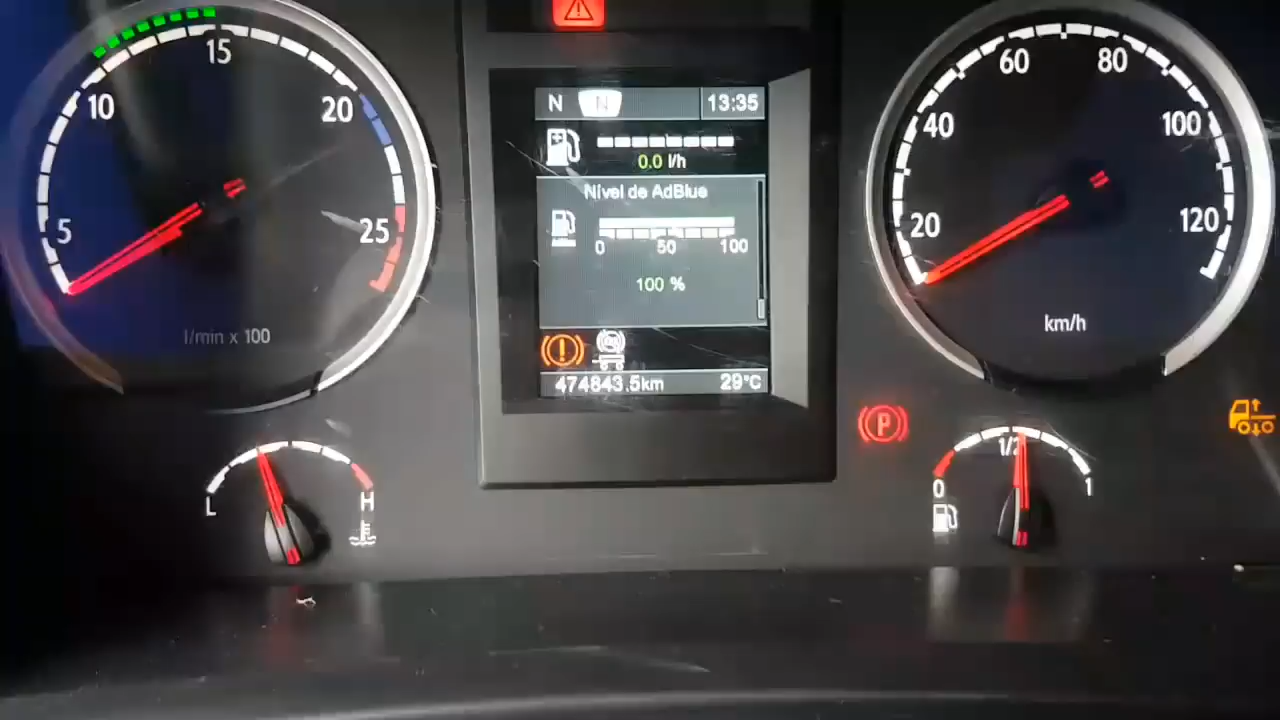 5
10
15
20
25
l/min x 100
L
H
N
N
13:35
0.0 l/h
Nível de AdBlue
0 50 100
100 %
474843.5km
29°C
20
40
60
80
100
120
km/h
P
0
1/2
1